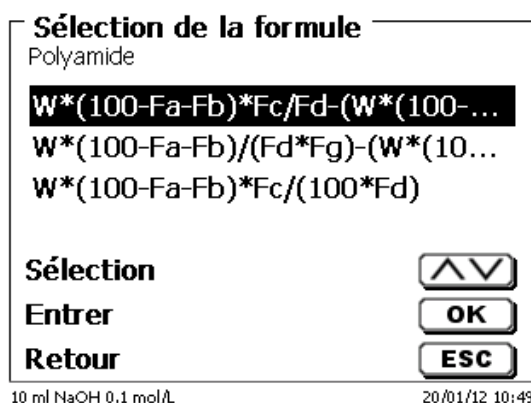 Sélection de la formule
Polyamide
W*(100-Fa-Fb)*Fc/Fd-(W*(100-...
W*(100-Fa-Fb)/(Fd*Fg)-(W*(10...
W*(100-Fa-Fb)*Fc/(100*Fd)
Sélection
Entrer OK
Retour ESC
10 ml NaOH 0.1 mol/L 20/01/12 10:49